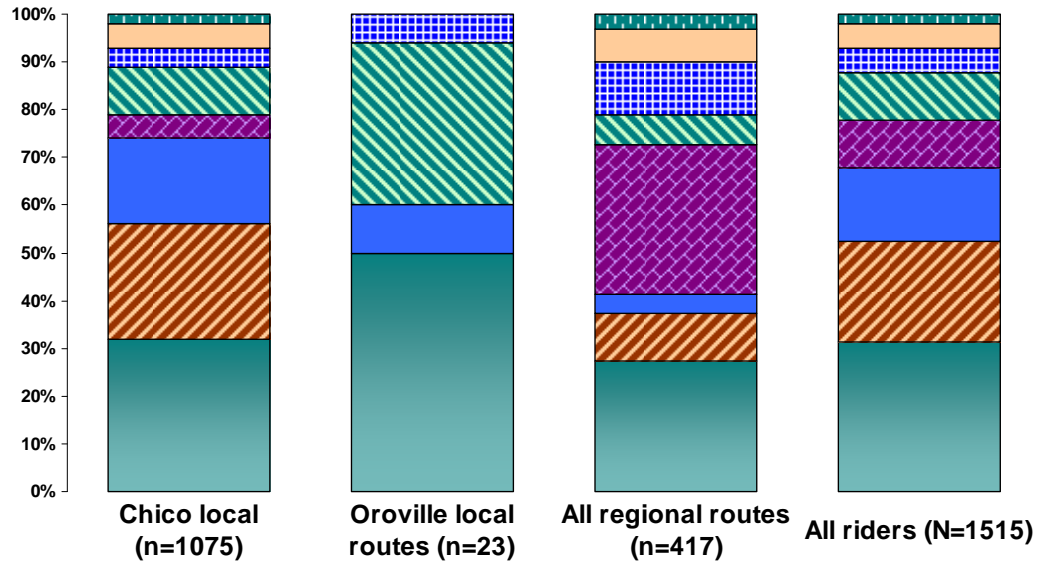 100%
90%
80%
70%
60%
50%
40%
30%
20%
10%
0%
Chico local
(n=1075)
Oroville local
routes (n=23)
All regional routes
(n=417)
All riders (N=1515)